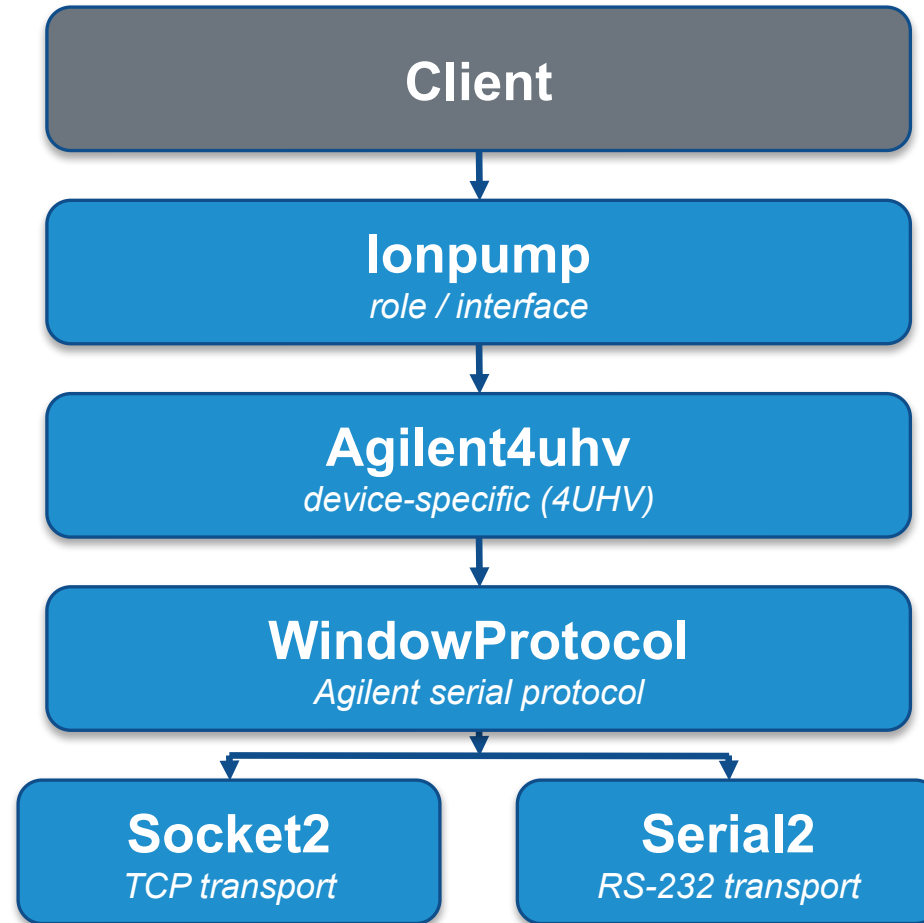 Client
Ionpump
role / interface
Agilent4uhv
device-specific (4UHV)
WindowProtocol
Agilent serial protocol
Socket2
TCP transport
Serial2
RS-232 transport